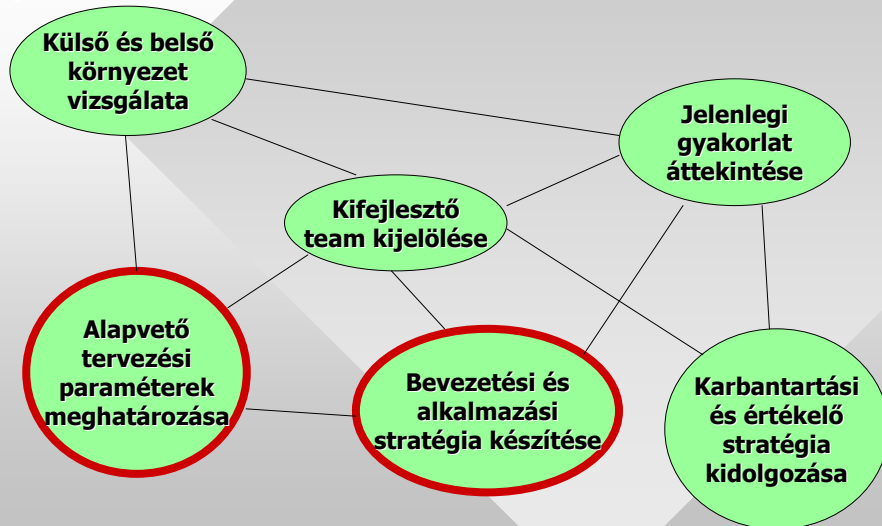 Külső és belső
környezet
vizsgálata
Jelenlegi
gyakorlat
áttekintése
Kifejlesztő
team kijelölése
Alapvető
tervezési
paraméterek
meghatározása
Bevezetési és
alkalmazási
stratégia készítése
Karbantartási
és értékelő
stratégia
kidolgozása